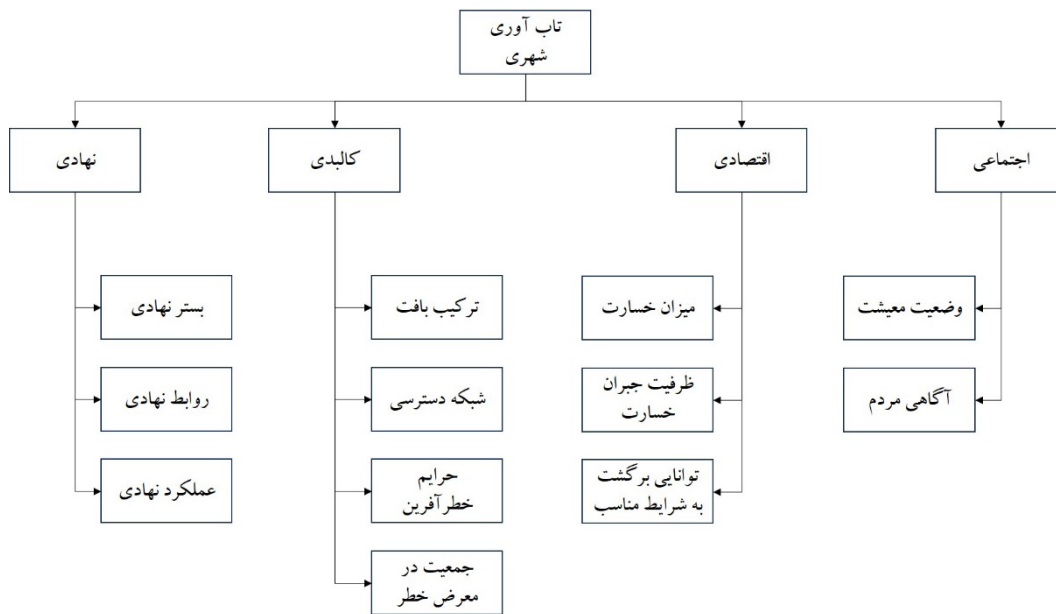 تاب آوری
شهری
اجتماعی
اقتصادی
کالبدی
نهادی
وضعیت معیشت
آگاهی مردم
میزان خسارت
ظرفیت جبران
خسارت
توانایی برگشت
به شرایط مناسب
ترکیب بافت
شبکه دسترسی
حرایم
خطرآفرین
جمعیت در
معرض خطر
بستر نهادی
روابط نهادی
عملکرد نهادی